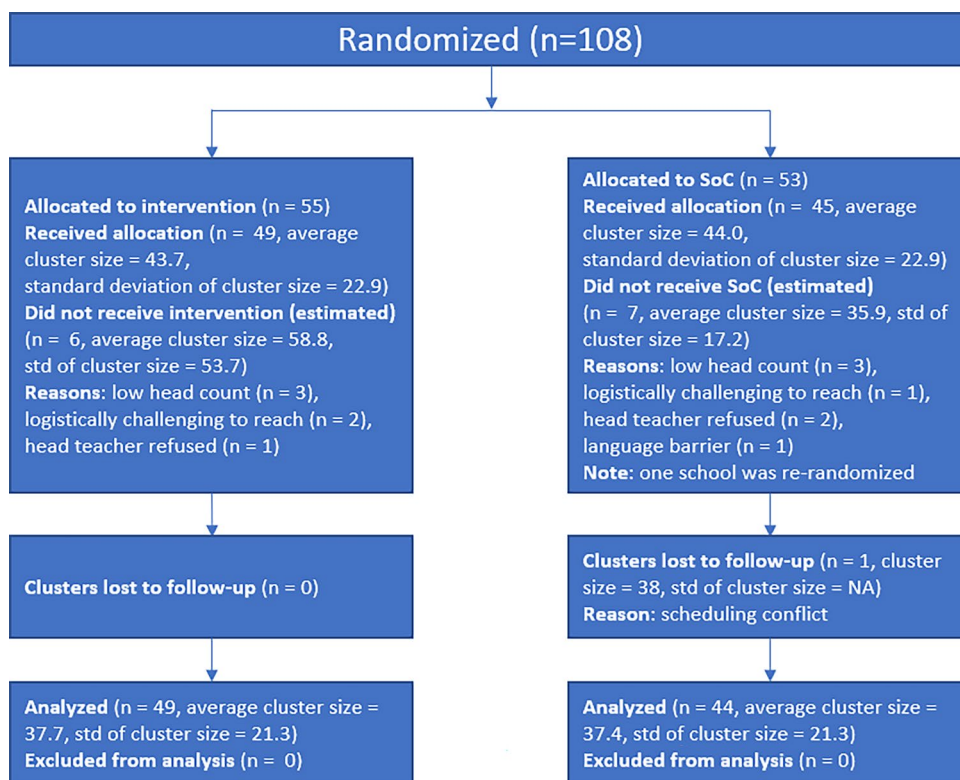 Randomized (n=108)
Allocated to intervention (n = 55)
Received allocation (n = 49, average
cluster size = 43.7,
standard deviation of cluster size = 22.9)
Did not receive intervention (estimated)
(n = 6, average cluster size = 58.8,
std of cluster size = 53.7)
Reasons: low head count (n = 3),
logistically challenging to reach (n = 2),
head teacher refused (n = 1)
Allocated to SoC (n = 53)
Received allocation (n = 45, average
cluster size = 44.0,
standard deviation of cluster size = 22.9)
Did not receive SoC (estimated)
(n = 7, average cluster size = 35.9, std of
cluster size = 17.2)
Reasons: low head count (n = 3),
logistically challenging to reach (n = 1),
head teacher refused (n = 2),
language barrier (n = 1)
Note: one school was re-randomized
Clusters lost to follow-up (n = 0)
Clusters lost to follow-up (n = 1, cluster
size = 38, std of cluster size = NA)
Reason: scheduling conflict
Analyzed (n = 49, average cluster size =
37.7, std of cluster size = 21.3)
Excluded from analysis (n = 0)
Analyzed (n = 44, average cluster size =
37.4, std of cluster size = 21.3)
Excluded from analysis (n = 0)